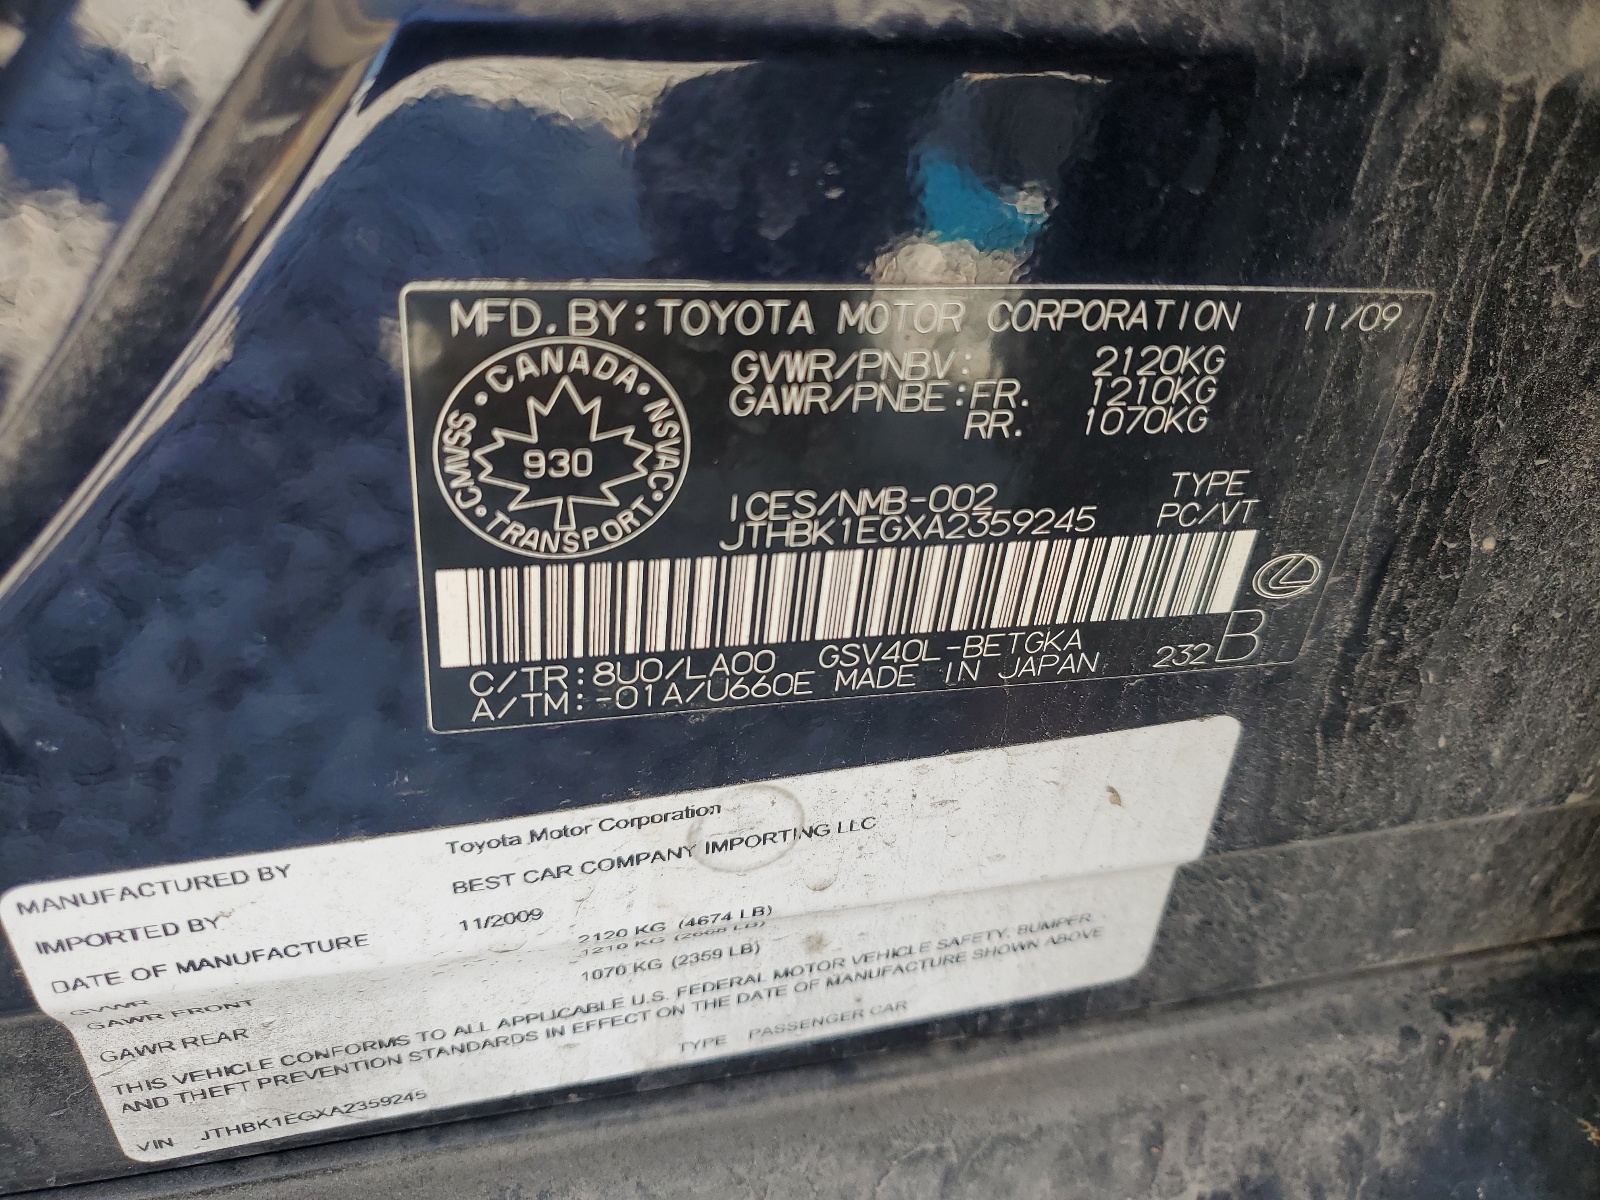 MFD. BY: TOYOTA MOTOR CORPORATION 11/09
GVWR/PNBV: 2120KG
GAWR/PNBE: FR. 1210KG
RR. 1070KG
CANADA
CMVSS NSVAC
930
TRANSPORT
ICES/NMB-002
JTHBK1EGXA2359245
TYPE
PC/VT
C/TR: 8U0/LA00 GSV40L-BETGKA
A/TM: -01A/U660E MADE IN JAPAN
232 B
MANUFACTURED BY Toyota Motor Corporation
IMPORTED BY BEST CAR COMPANY IMPORTING LLC
DATE OF MANUFACTURE 11/2009
GVWR 2120 KG (4674 LB)
GAWR FRONT 1210 KG (2668 LB)
GAWR REAR 1070 KG (2359 LB)
THIS VEHICLE CONFORMS TO ALL APPLICABLE U.S. FEDERAL MOTOR VEHICLE SAFETY, BUMPER,
AND THEFT PREVENTION STANDARDS IN EFFECT ON THE DATE OF MANUFACTURE SHOWN ABOVE
VIN JTHBK1EGXA2359245 TYPE PASSENGER CAR